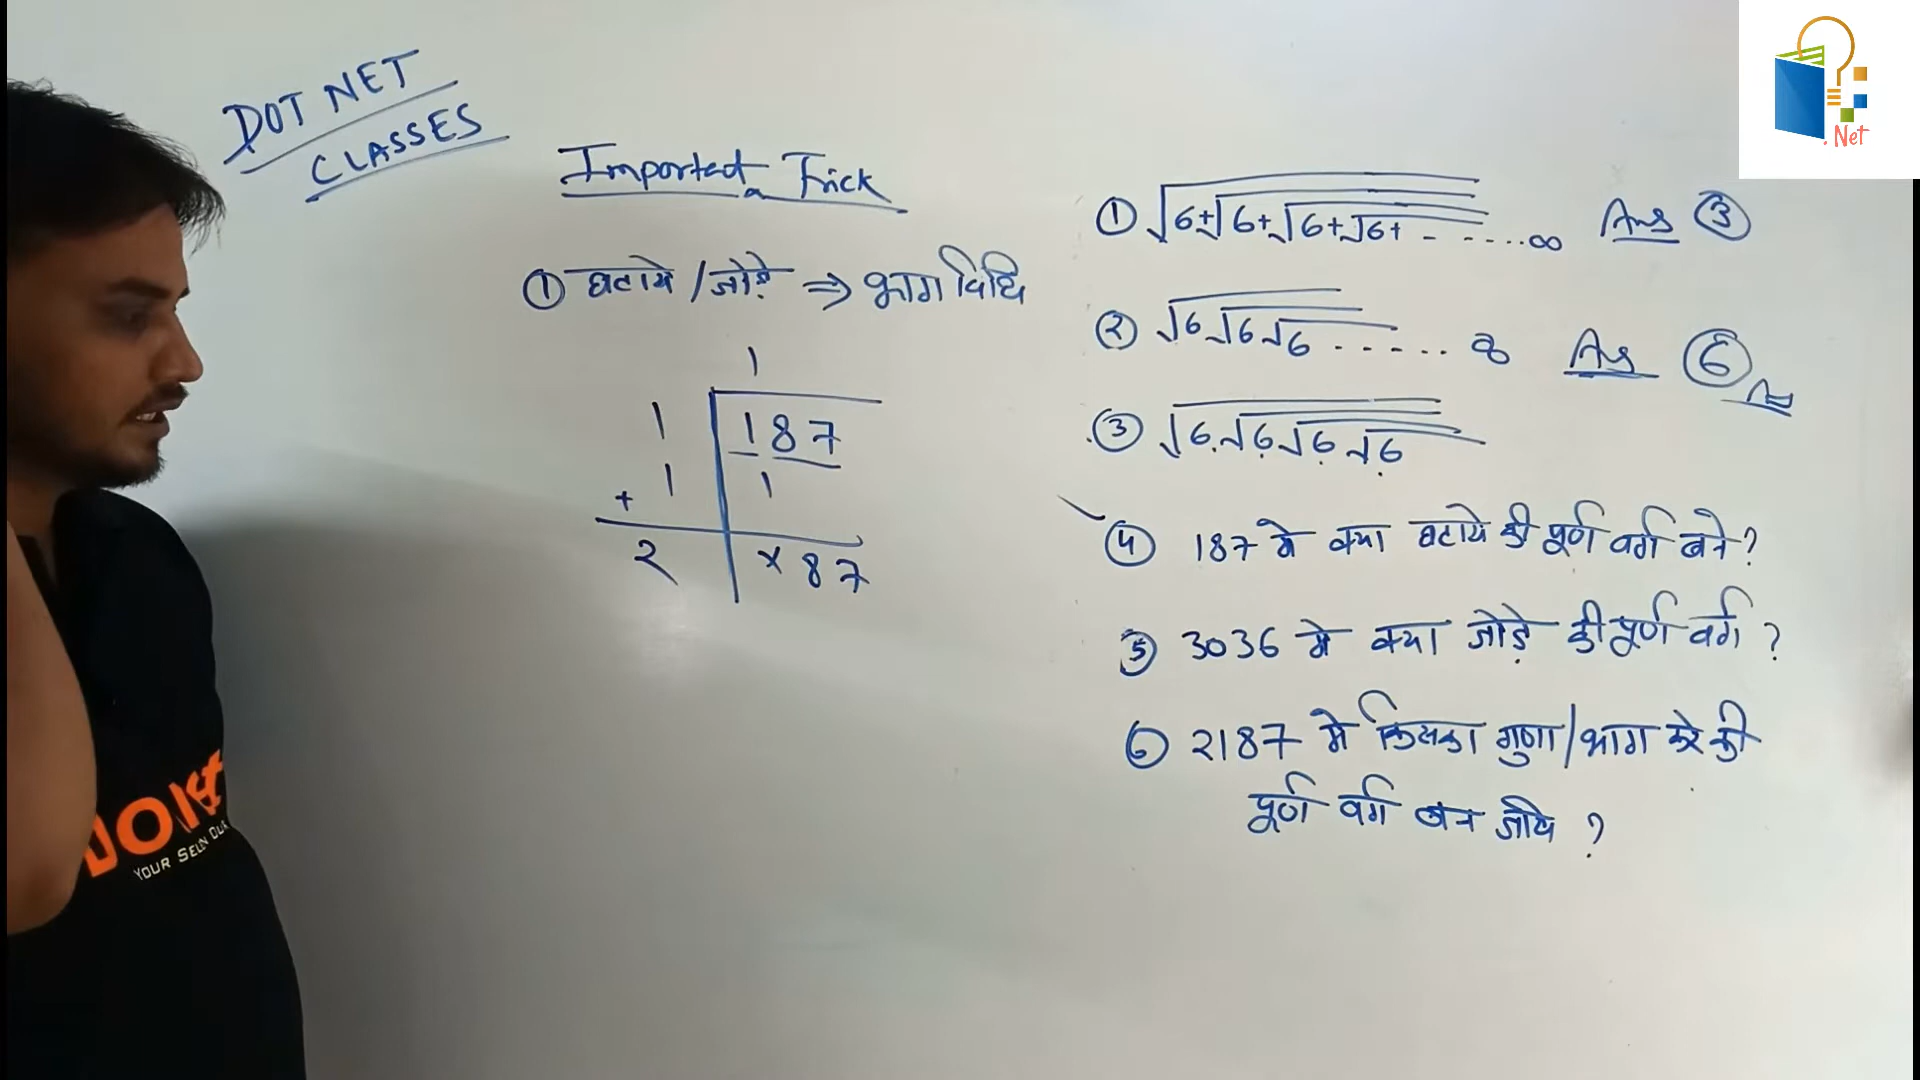 DOT NET
CLASSES
Imported Trick
① घटाये / जोड़े ⇒ भाग विधि
1
1 187
+ 1 1
2 × 87
① √6+√6+√6+√6+ - - .... ∞ Ans ③
② √6√6√6 ...... ∞ Ans ⑥
③ √6.√6.√6.√6
④ 187 मे क्या घटाये की पूर्ण वर्ग बने ?
⑤ 3036 मे क्या जोड़े की पूर्ण वर्ग ?
⑥ 2187 मे किसका गुणा/भाग करे की
पूर्ण वर्ग बन जाये ?
.Net
YOUR